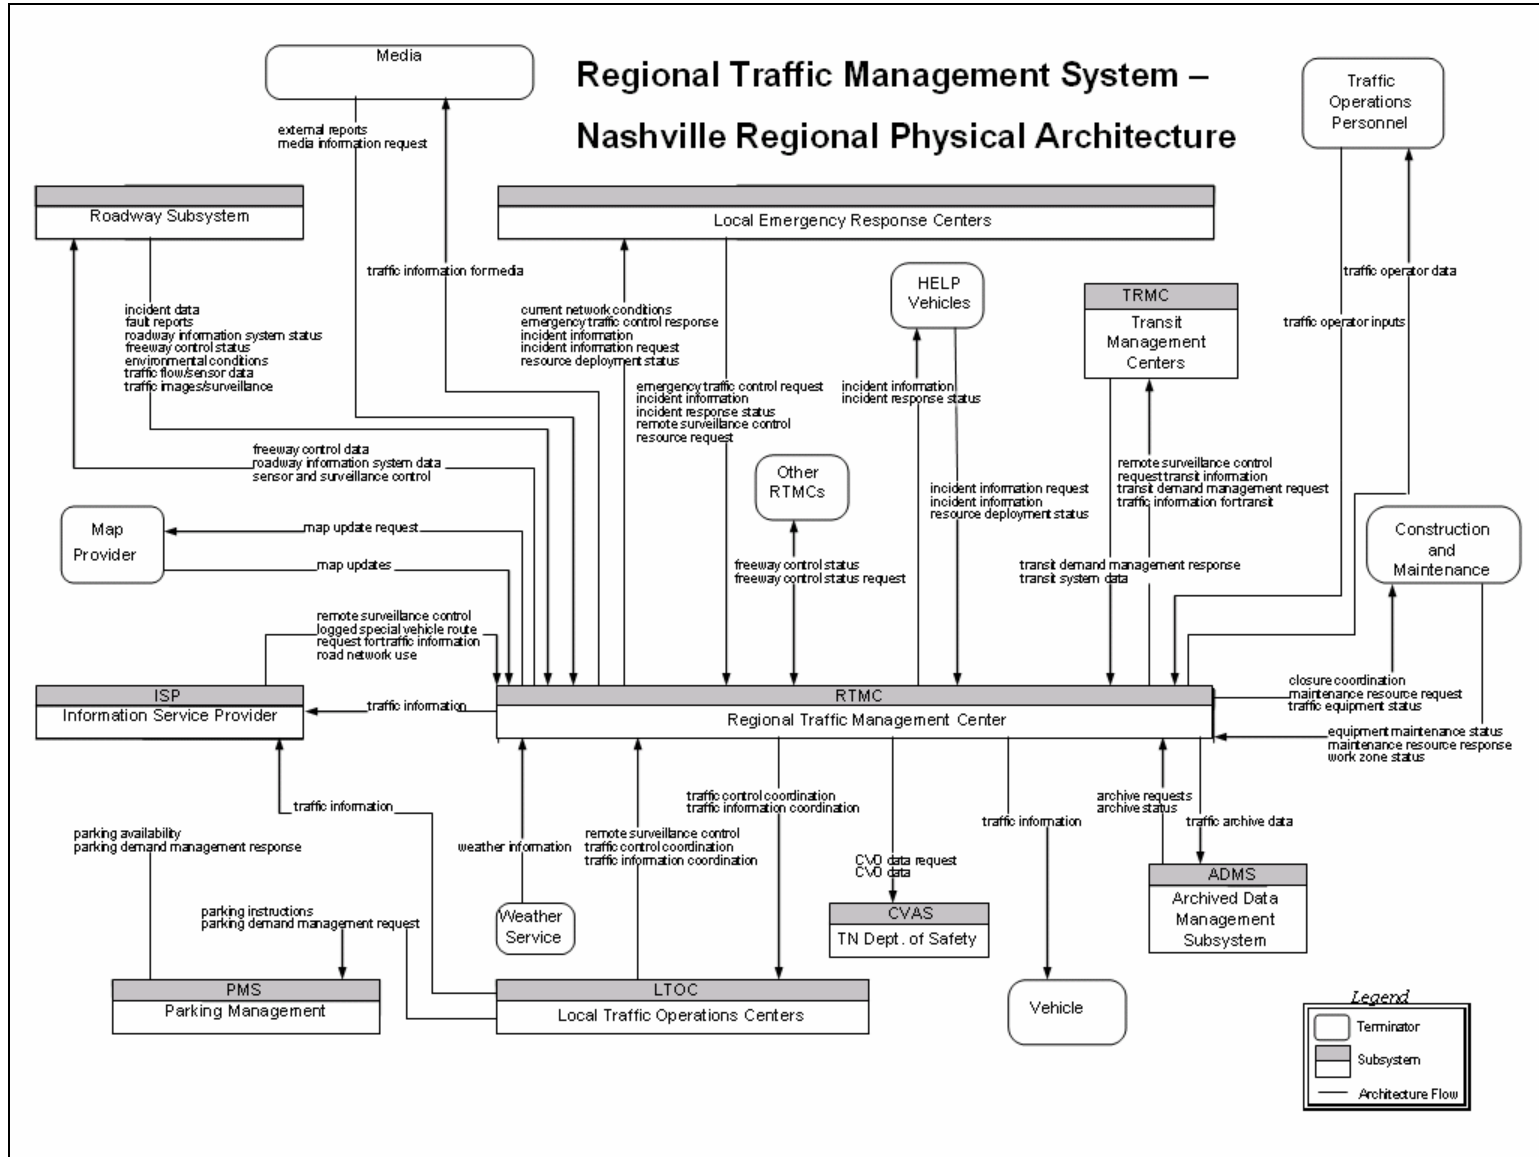 Media
Regional Traffic Management System –
Nashville Regional Physical Architecture
Traffic
Operations
Personnel
external reports
media information request
Roadway Subsystem
Local Emergency Response Centers
traffic information for media
HELP
Vehicles
traffic operator data
TRMC
Transit
Management
Centers
traffic operator inputs
incident data
fault reports
roadway information system status
freeway control status
environmental conditions
traffic flow/sensor data
traffic images/surveillance
current network conditions
emergency traffic control response
incident information
incident information request
resource deployment status
emergency traffic control request
incident information
incident response status
remote surveillance control
resource request
incident information
incident response status
freeway control data
roadway information system data
sensor and surveillance control
Other
RTMCs
remote surveillance control
request transit information
transit demand management request
traffic information for transit
incident information request
incident information
resource deployment status
Map
Provider
map update request
map updates
Construction
and
Maintenance
freeway control status
freeway control status request
transit demand management response
transit system data
remote surveillance control
logged special vehicle route
request for traffic information
road network use
ISP
Information Service Provider
traffic information
RTMC
Regional Traffic Management Center
closure coordination
maintenance resource request
traffic equipment status
equipment maintenance status
maintenance resource response
work zone status
traffic information
traffic control coordination
traffic information coordination
archive requests
archive status
traffic information
traffic archive data
parking availability
parking demand management response
weather information
remote surveillance control
traffic control coordination
traffic information coordination
CVO data request
CVO data
ADMS
Archived Data
Management
Subsystem
parking instructions
parking demand management request
Weather
Service
CVAS
TN Dept. of Safety
PMS
Parking Management
LTOC
Local Traffic Operations Centers
Vehicle
Legend
Terminator
Subsystem
Architecture Flow